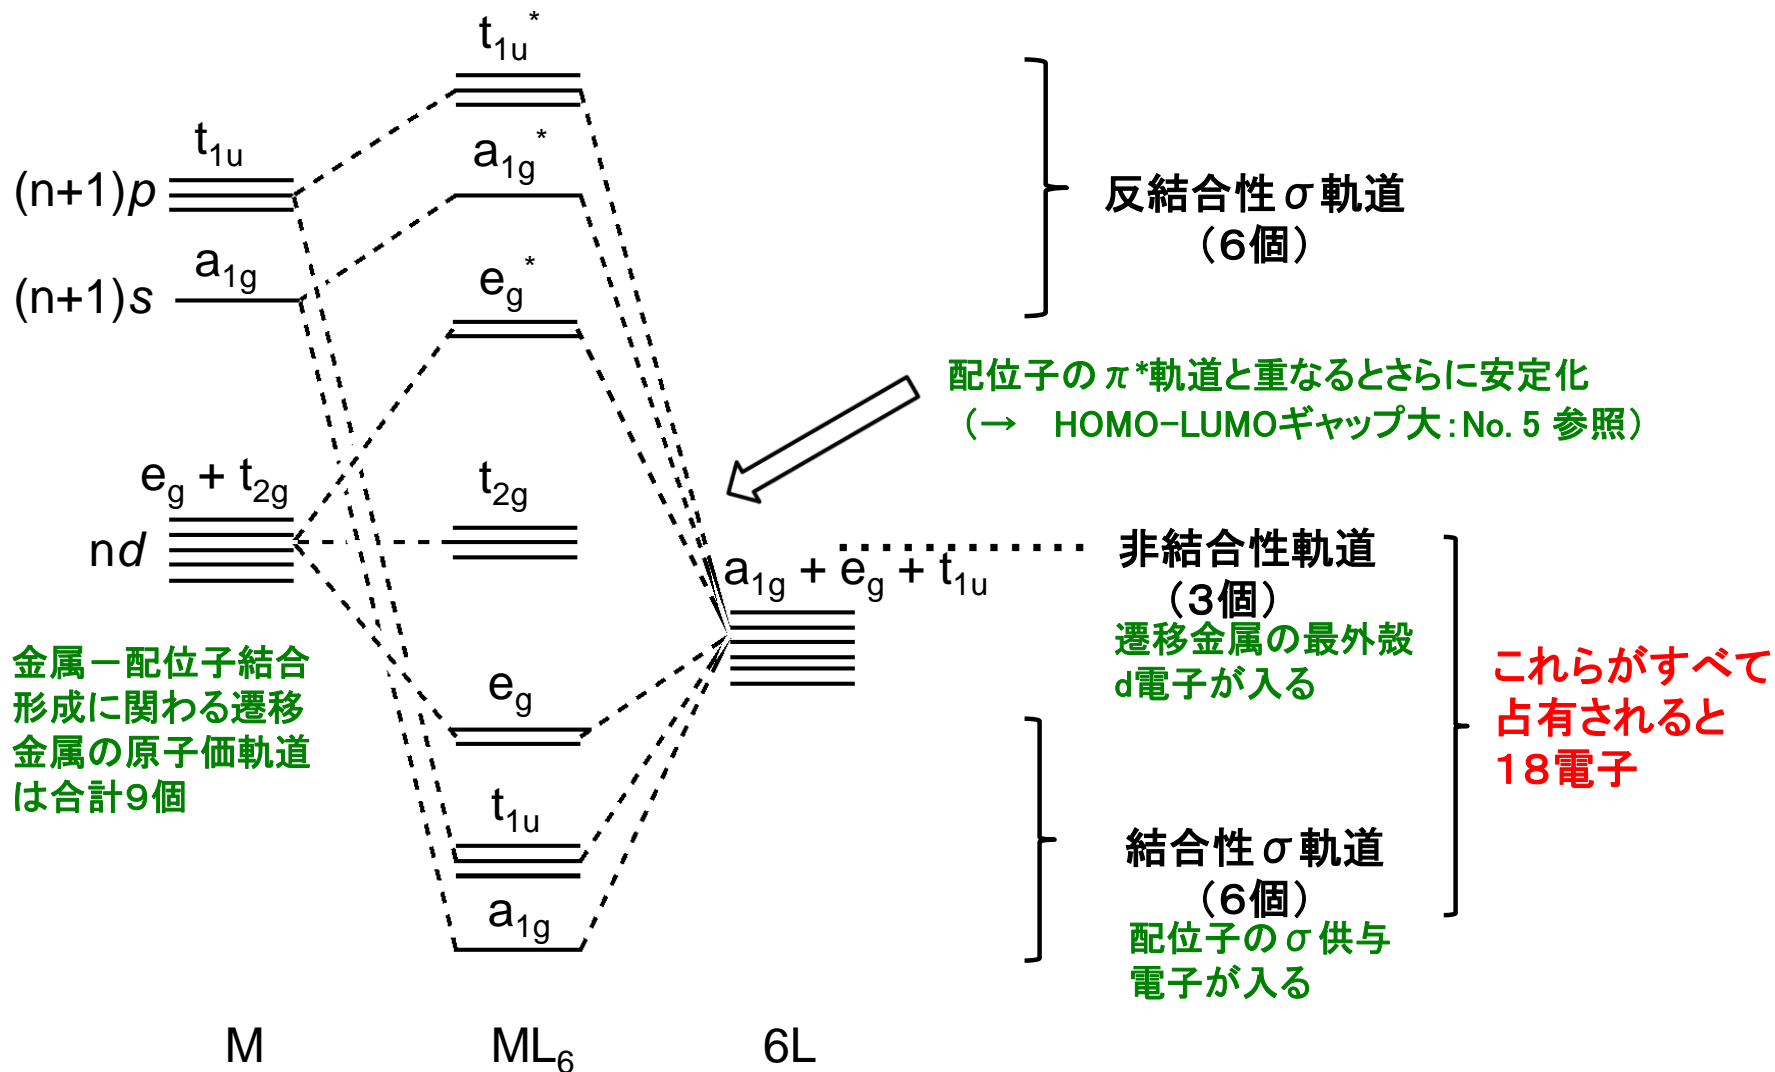 t1u*
t1u
(n+1)p
a1g*
a1g
(n+1)s
eg*
反結合性σ軌道
(6個)
配位子のπ*軌道と重なるとさらに安定化
(→ HOMO-LUMOギャップ大:No. 5 参照)
eg + t2g
nd
t2g
a1g + eg + t1u
非結合性軌道
(3個)
遷移金属の最外殻
d電子が入る
金属-配位子結合
形成に関わる遷移
金属の原子価軌道
は合計9個
eg
t1u
a1g
結合性σ軌道
(6個)
配位子のσ供与
電子が入る
これらがすべて
占有されると
18電子
M
ML6
6L